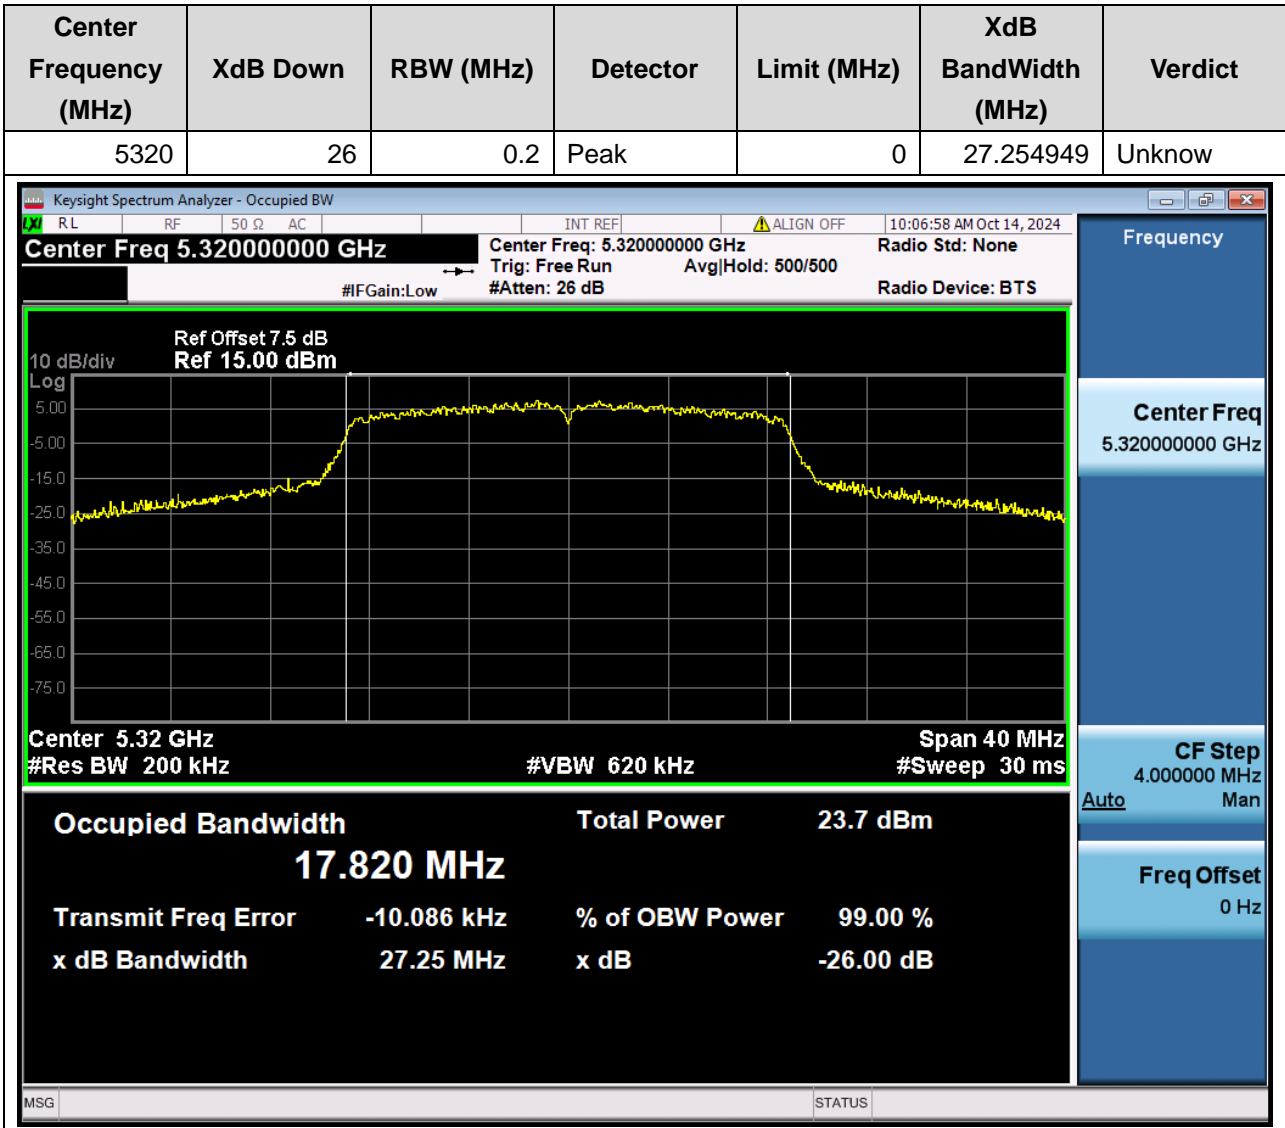 Center Frequency (MHz) XdB Down RBW (MHz) Detector Limit (MHz) XdB BandWidth (MHz) Verdict
5320 26 0.2 Peak 0 27.254949 Unknow
Keysight Spectrum Analyzer - Occupied BW
LXI RL RF 50 Ω AC INT REF ALIGN OFF 10:06:58 AM Oct 14, 2024
Center Freq 5.320000000 GHz
Center Freq: 5.320000000 GHz
Radio Std: None
Trig: Free Run Avg|Hold: 500/500
#IFGain:Low #Atten: 26 dB Radio Device: BTS
Ref Offset 7.5 dB
10 dB/div Ref 15.00 dBm
Log
5.00
-5.00
-15.0
-25.0
-35.0
-45.0
-55.0
-65.0
-75.0
Center 5.32 GHz Span 40 MHz
#Res BW 200 kHz #VBW 620 kHz #Sweep 30 ms
Occupied Bandwidth Total Power 23.7 dBm
17.820 MHz
Transmit Freq Error -10.086 kHz % of OBW Power 99.00 %
x dB Bandwidth 27.25 MHz x dB -26.00 dB
MSG STATUS
Frequency
Center Freq
5.320000000 GHz
CF Step
4.000000 MHz
Auto Man
Freq Offset
0 Hz